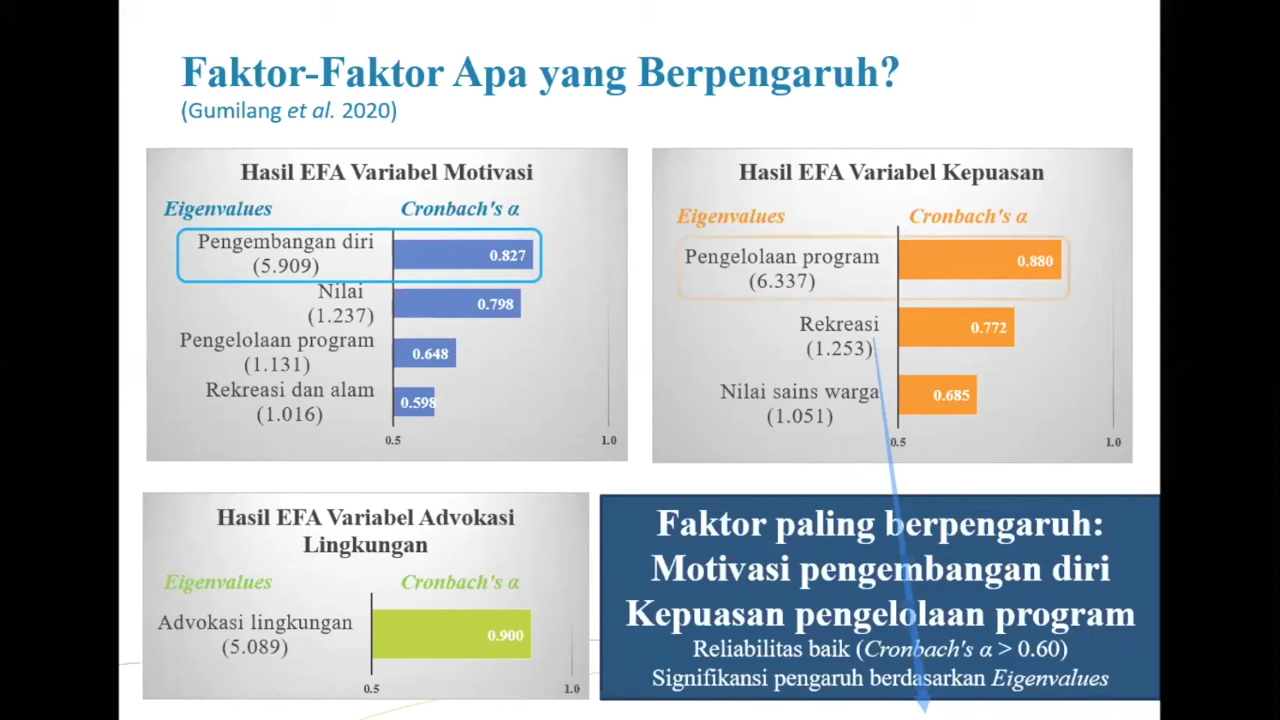 Faktor-Faktor Apa yang Berpengaruh?
(Gumilang et al. 2020)
Hasil EFA Variabel Motivasi
Eigenvalues Cronbach's α
Pengembangan diri
(5.909)
0.827
Nilai
(1.237)
0.798
Pengelolaan program
(1.131)
0.648
Rekreasi dan alam
(1.016)
0.598
0.5 1.0
Hasil EFA Variabel Kepuasan
Eigenvalues Cronbach's α
Pengelolaan program
(6.337)
0.880
Rekreasi
(1.253)
0.772
Nilai sains warga
(1.051)
0.685
0.5 1.0
Hasil EFA Variabel Advokasi
Lingkungan
Eigenvalues Cronbach's α
Advokasi lingkungan
(5.089)
0.900
0.5 1.0
Faktor paling berpengaruh:
Motivasi pengembangan diri
Kepuasan pengelolaan program
Reliabilitas baik (Cronbach's α > 0.60)
Signifikansi pengaruh berdasarkan Eigenvalues